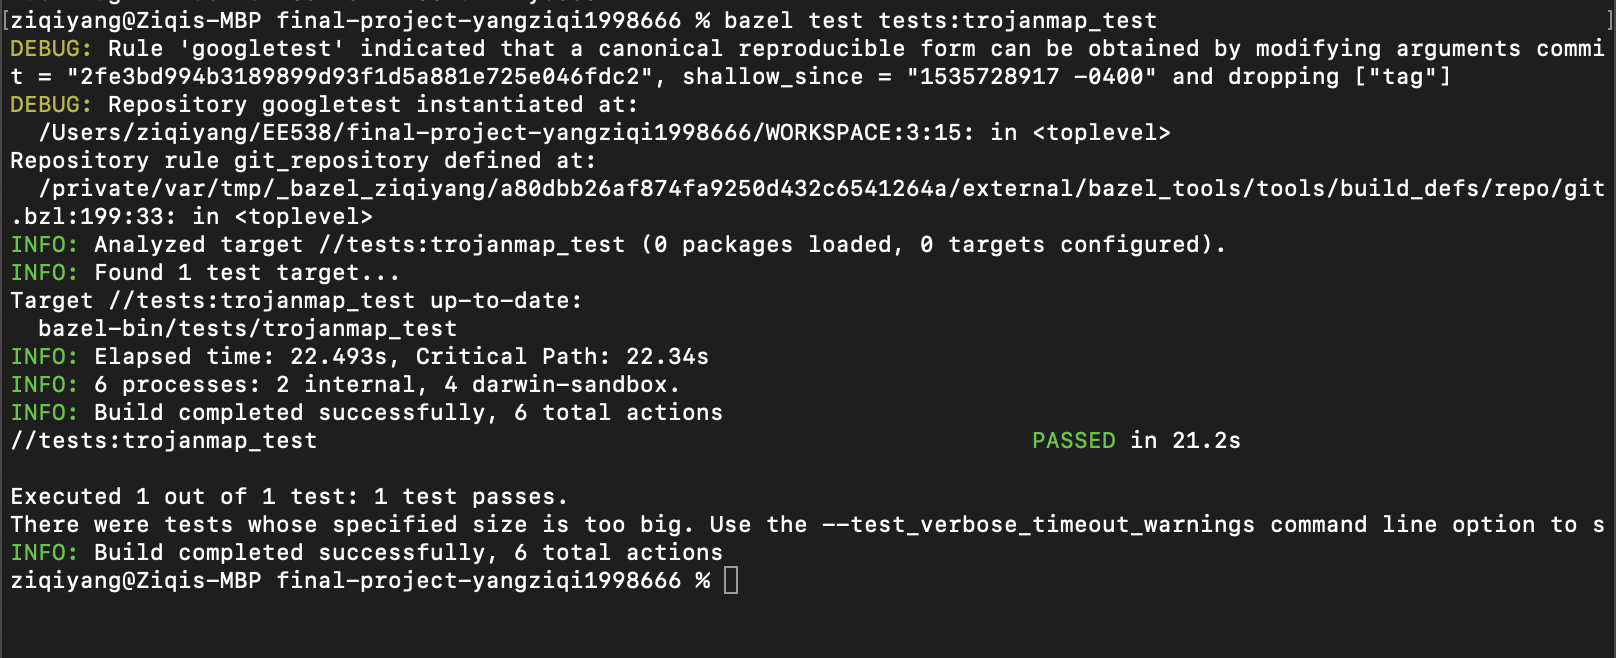 [ziqiyang@Ziqis-MBP final-project-yangziqi1998666 % bazel test tests:trojanmap_test ]
DEBUG: Rule 'googletest' indicated that a canonical reproducible form can be obtained by modifying arguments commi
t = "2fe3bd994b3189899d93f1d5a881e725e046fdc2", shallow_since = "1535728917 -0400" and dropping ["tag"]
DEBUG: Repository googletest instantiated at:
  /Users/ziqiyang/EE538/final-project-yangziqi1998666/WORKSPACE:3:15: in <toplevel>
Repository rule git_repository defined at:
  /private/var/tmp/_bazel_ziqiyang/a80dbb26af874fa9250d432c6541264a/external/bazel_tools/tools/build_defs/repo/git
.bzl:199:33: in <toplevel>
INFO: Analyzed target //tests:trojanmap_test (0 packages loaded, 0 targets configured).
INFO: Found 1 test target...
Target //tests:trojanmap_test up-to-date:
  bazel-bin/tests/trojanmap_test
INFO: Elapsed time: 22.493s, Critical Path: 22.34s
INFO: 6 processes: 2 internal, 4 darwin-sandbox.
INFO: Build completed successfully, 6 total actions
//tests:trojanmap_test                                                   PASSED in 21.2s

Executed 1 out of 1 test: 1 test passes.
There were tests whose specified size is too big. Use the --test_verbose_timeout_warnings command line option to s
INFO: Build completed successfully, 6 total actions
ziqiyang@Ziqis-MBP final-project-yangziqi1998666 %